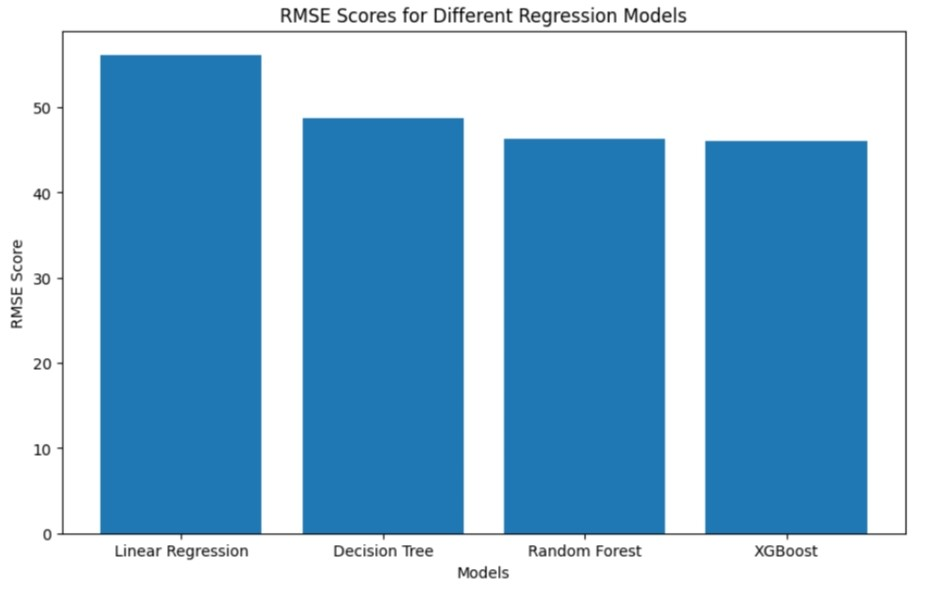 RMSE Scores for Different Regression Models
RMSE Score
50
40
30
20
10
0
Linear Regression Decision Tree Random Forest XGBoost
Models